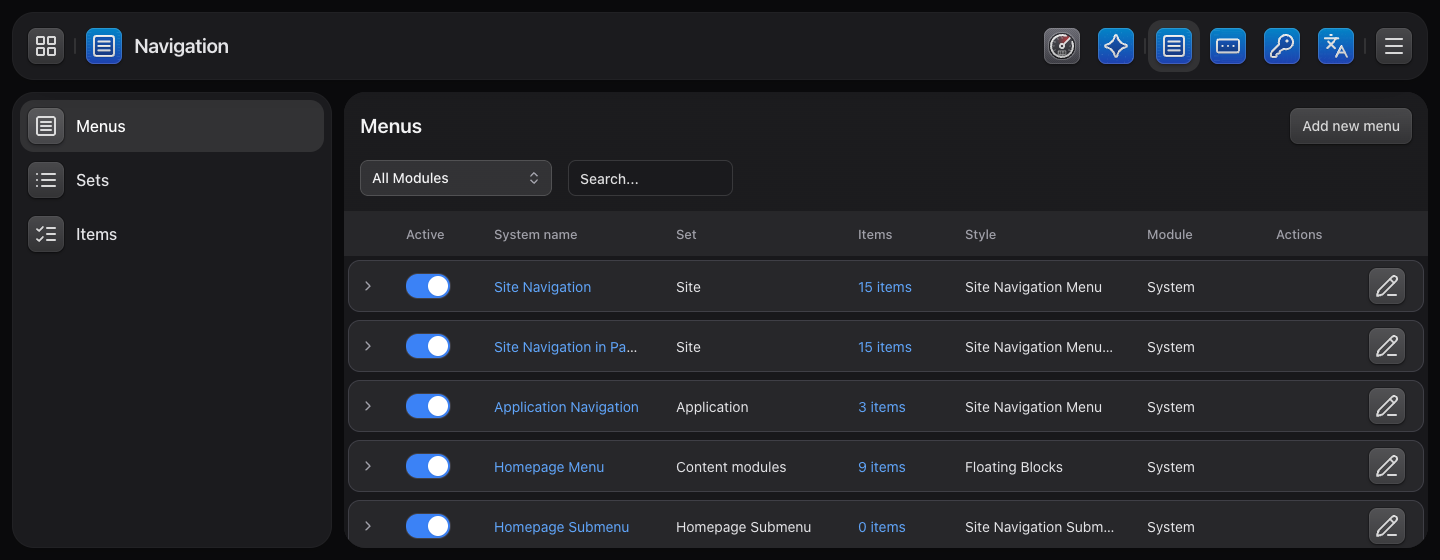 Navigation
Menus
Sets
Items
Menus
Add new menu
All Modules
Search...
Active System name Set Items Style Module Actions
Site Navigation Site 15 items Site Navigation Menu System
Site Navigation in Pa... Site 15 items Site Navigation Menu... System
Application Navigation Application 3 items Site Navigation Menu System
Homepage Menu Content modules 9 items Floating Blocks System
Homepage Submenu Homepage Submenu 0 items Site Navigation Subm... System